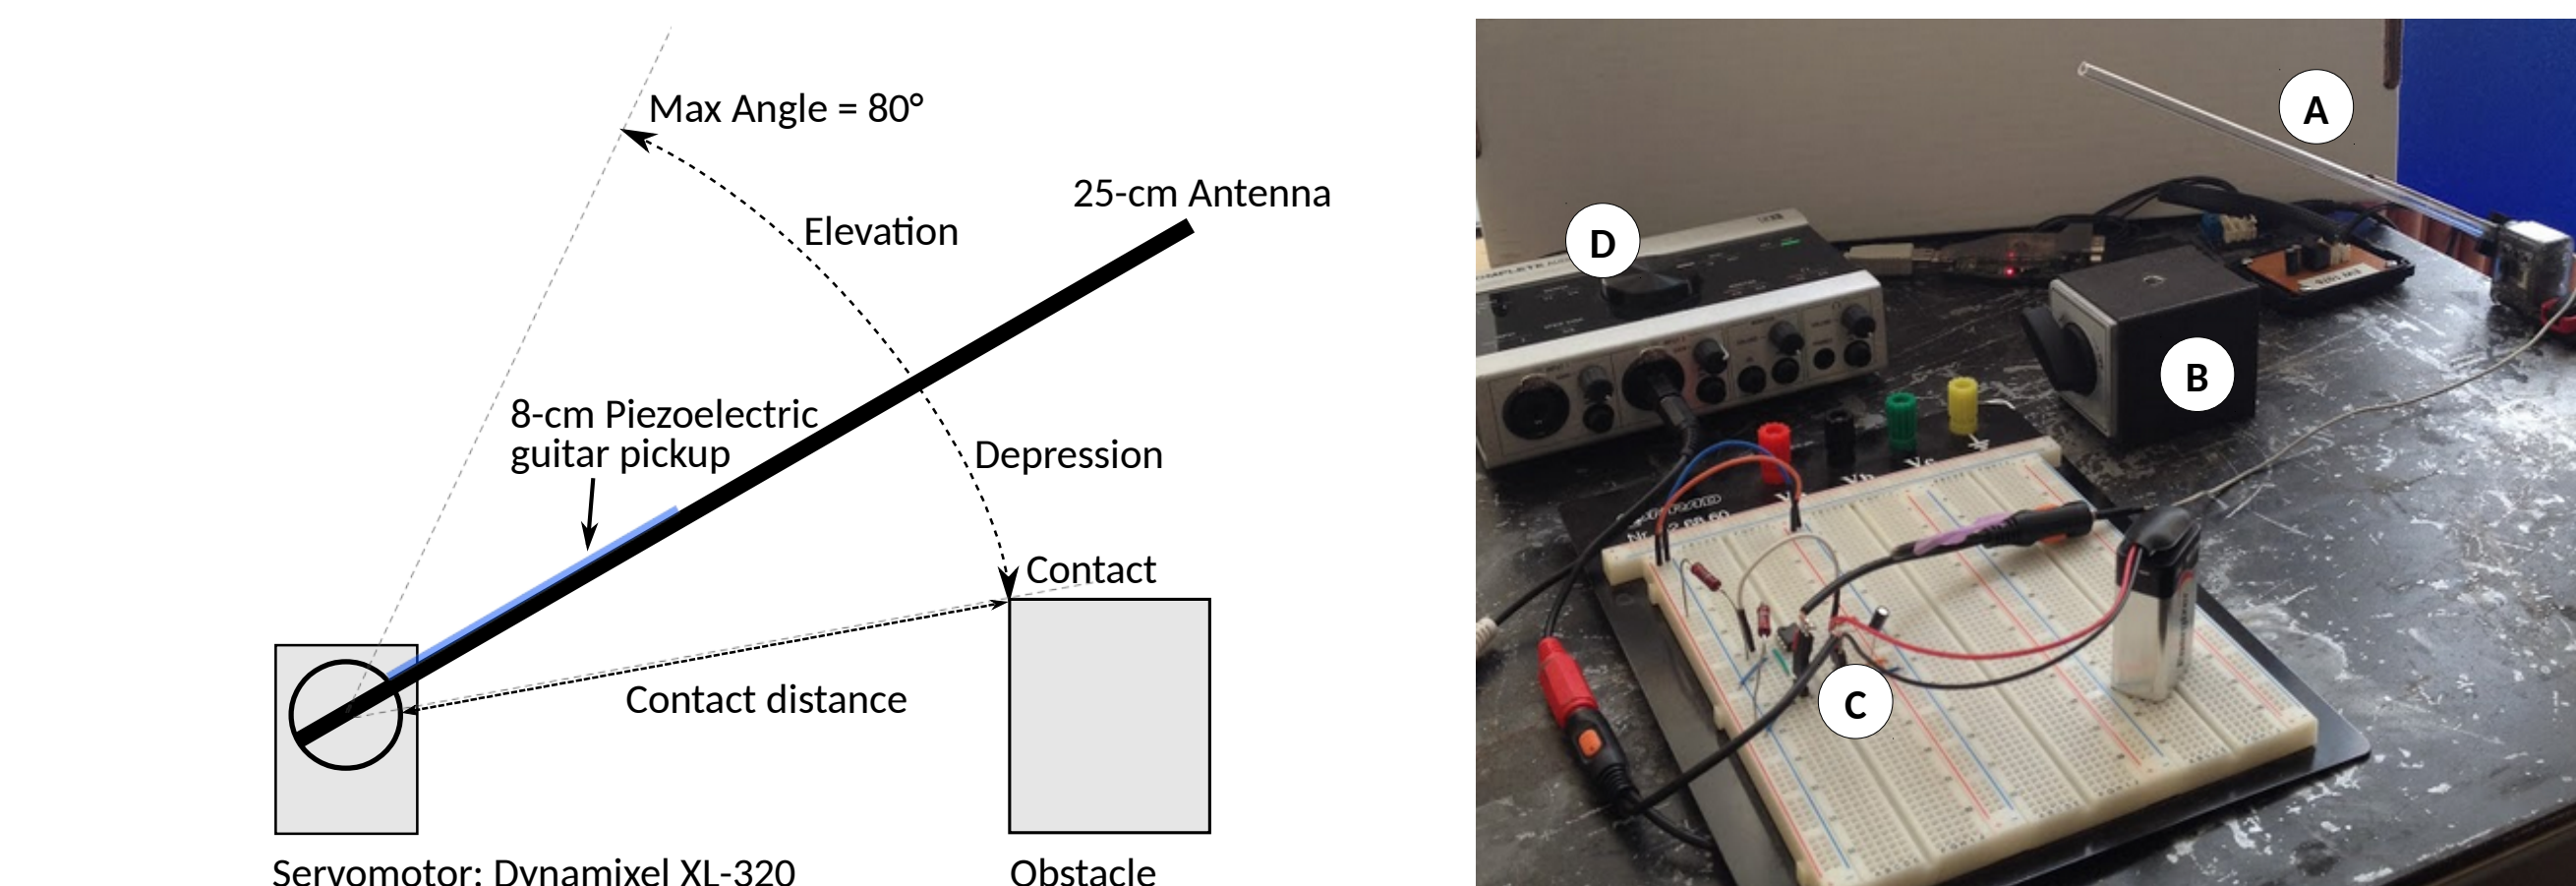 Max Angle = 80°
25-cm Antenna
Elevation
8-cm Piezoelectric
guitar pickup
Depression
Contact
Contact distance
Servomotor: Dynamixel XL-320
Obstacle
A
D
B
C